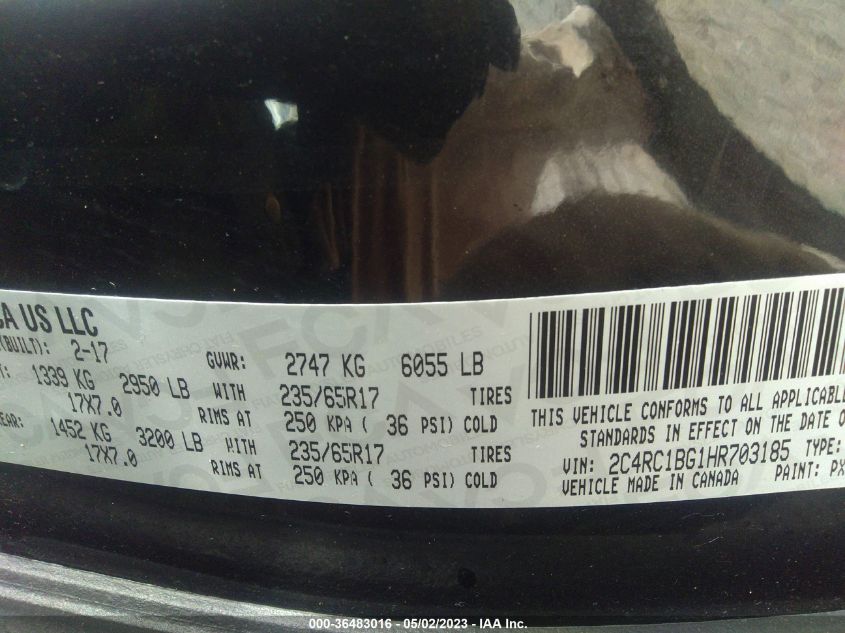 CA US LLC
(BUILT): 2-17
GVWR: 2747 KG 6055 LB
T: 1339 KG 2950 LB WITH 235/65R17 TIRES
17X7.0 RIMS AT 250 KPA ( 36 PSI) COLD
REAR: 1452 KG 3200 LB WITH 235/65R17 TIRES
17X7.0 RIMS AT 250 KPA ( 36 PSI) COLD
THIS VEHICLE CONFORMS TO ALL APPLICABLE
STANDARDS IN EFFECT ON THE DATE O
VIN: 2C4RC1BG1HR703185 TYPE:
VEHICLE MADE IN CANADA PAINT: PX
000-36483016 - 05/02/2023 - IAA Inc.